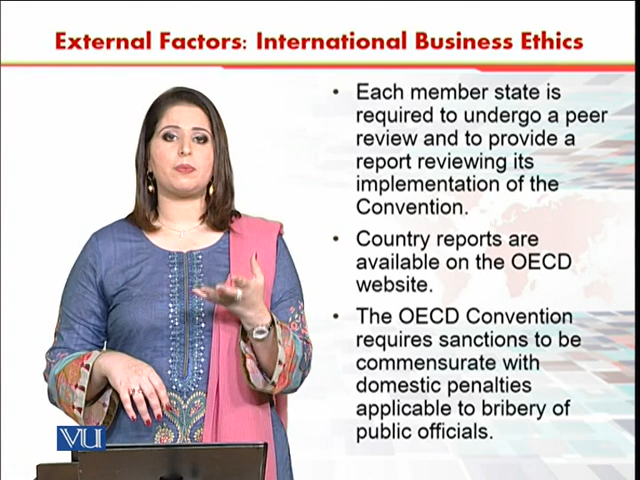 External Factors: International Business Ethics
• Each member state is
required to undergo a peer
review and to provide a
report reviewing its
implementation of the
Convention.
• Country reports are
available on the OECD
website.
• The OECD Convention
requires sanctions to be
commensurate with
domestic penalties
applicable to bribery of
public officials.
VU